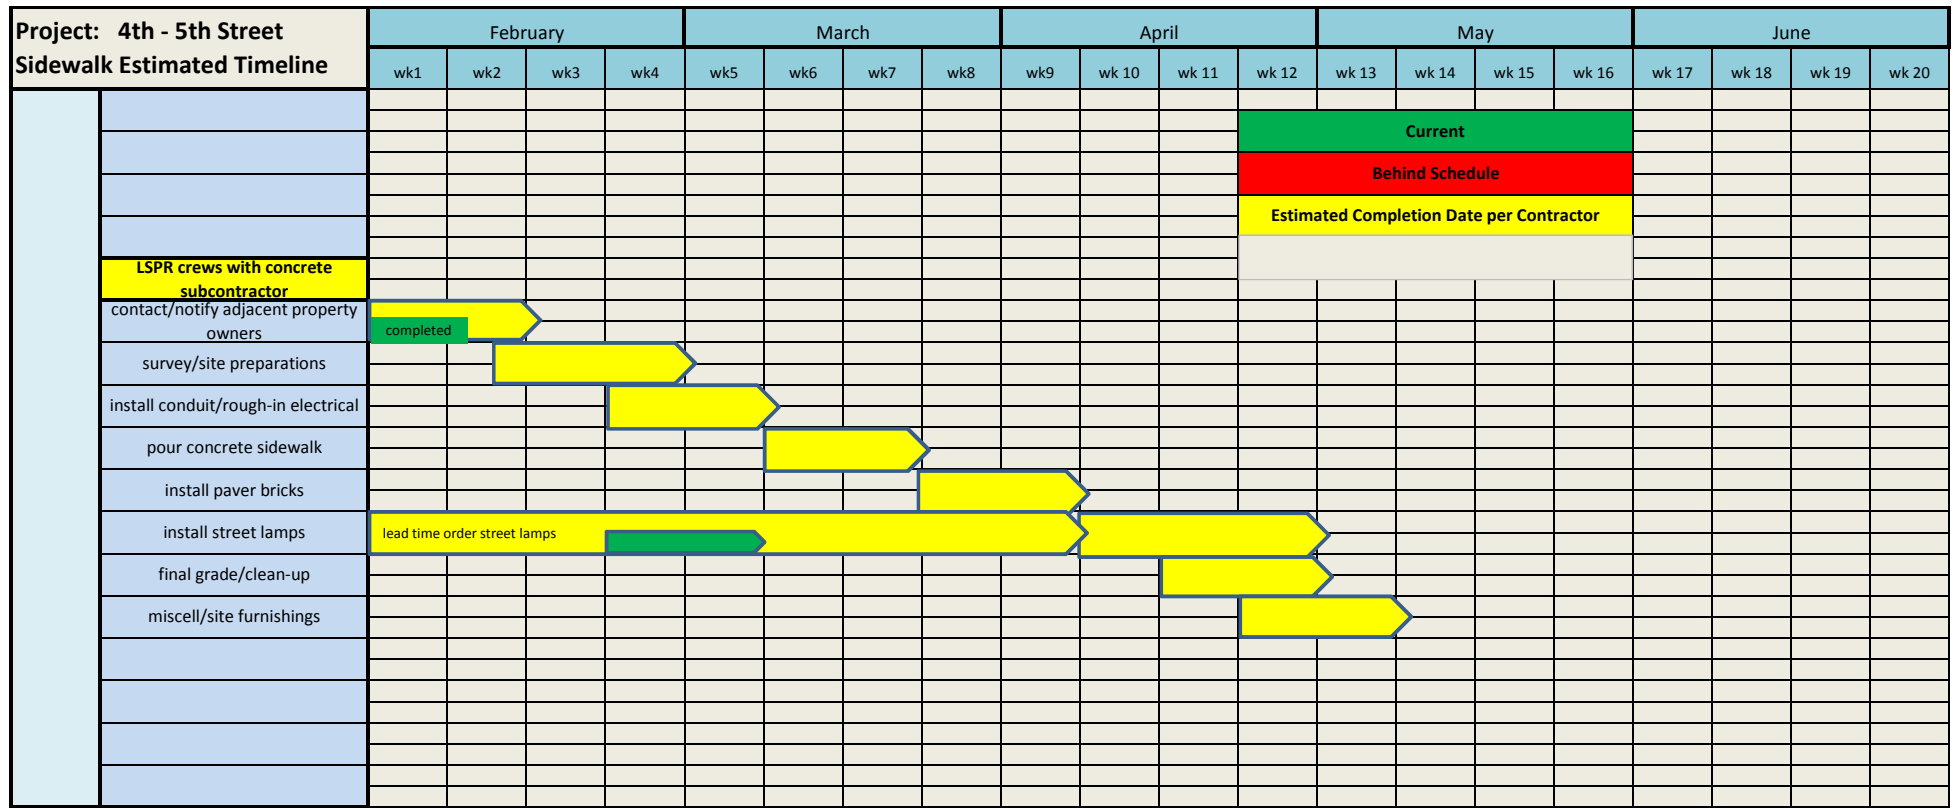 Project: 4th - 5th Street
Sidewalk Estimated Timeline
February March April May June
wk1 wk2 wk3 wk4 wk5 wk6 wk7 wk8 wk9 wk 10 wk 11 wk 12 wk 13 wk 14 wk 15 wk 16 wk 17 wk 18 wk 19 wk 20
Current
Behind Schedule
Estimated Completion Date per Contractor
LSPR crews with concrete
subcontractor
contact/notify adjacent property
owners
completed
survey/site preparations
install conduit/rough-in electrical
pour concrete sidewalk
install paver bricks
install street lamps
lead time order street lamps
final grade/clean-up
miscell/site furnishings